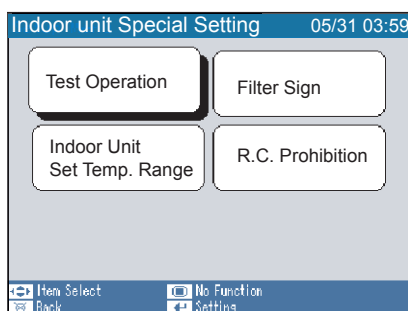 Indoor unit Special Setting 05/31 03:59
Test Operation
Filter Sign
Indoor Unit
Set Temp. Range
R.C. Prohibition
Item Select No Function
Back Setting